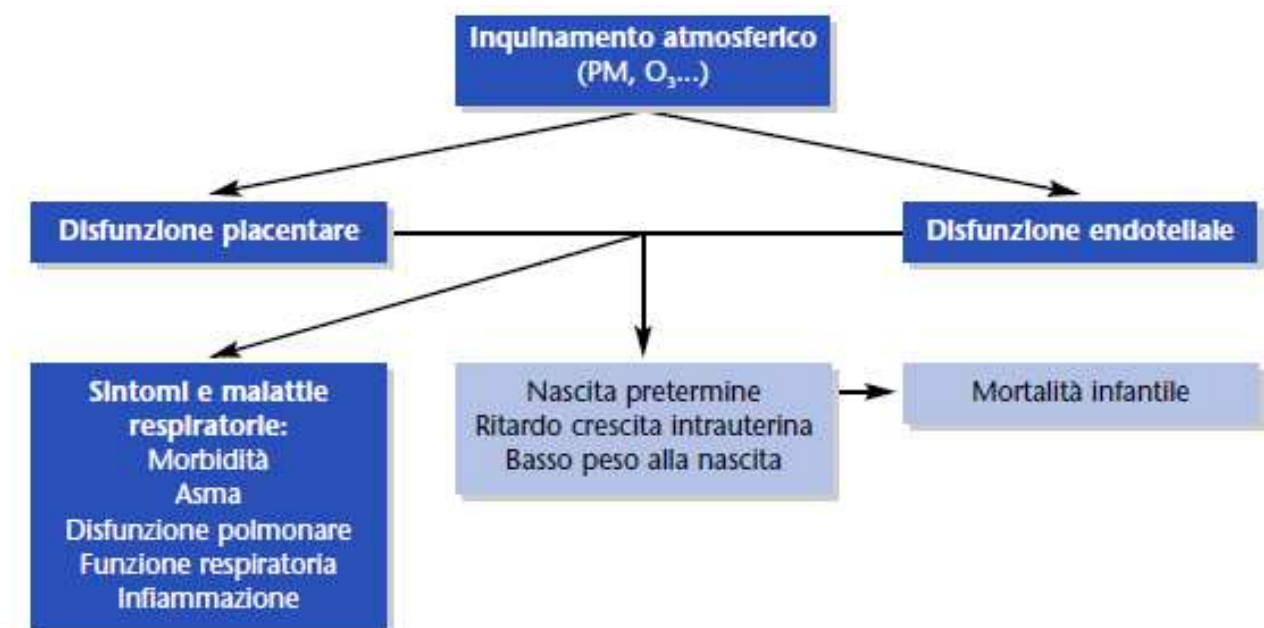 Inquinamento atmosferico
(PM, O₃...)
Disfunzione placentare
Disfunzione endoteliale
Sintomi e malattie
respiratorie:
Morbidità
Asma
Disfunzione polmonare
Funzione respiratoria
Infiammazione
Nascita pretermine
Ritardo crescita intrauterina
Basso peso alla nascita
Mortalità infantile